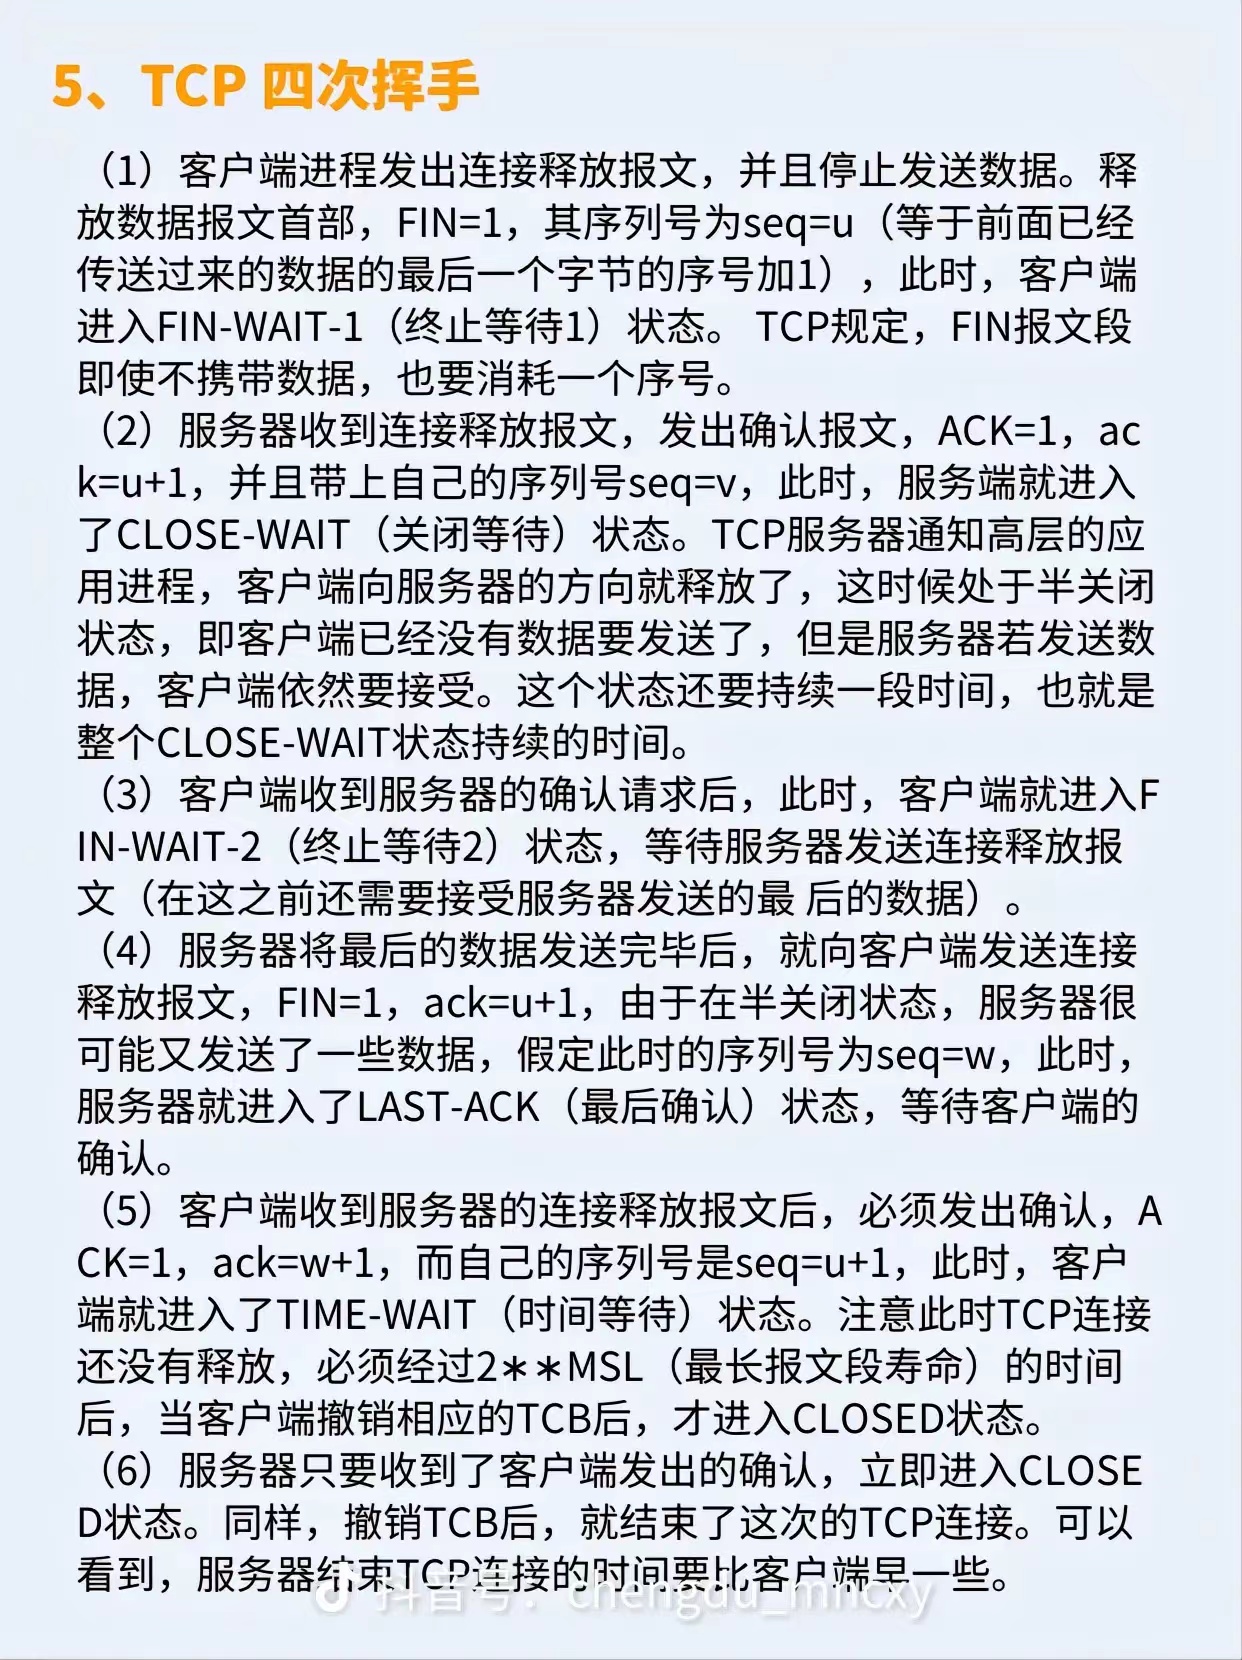 5、TCP 四次挥手
（1）客户端进程发出连接释放报文，并且停止发送数据。释
放数据报文首部，FIN=1，其序列号为seq=u（等于前面已经
传送过来的数据的最后一个字节的序号加1），此时，客户端
进入FIN-WAIT-1（终止等待1）状态。 TCP规定，FIN报文段
即使不携带数据，也要消耗一个序号。
（2）服务器收到连接释放报文，发出确认报文，ACK=1，ac
k=u+1，并且带上自己的序列号seq=v，此时，服务端就进入
了CLOSE-WAIT（关闭等待）状态。TCP服务器通知高层的应
用进程，客户端向服务器的方向就释放了，这时候处于半关闭
状态，即客户端已经没有数据要发送了，但是服务器若发送数
据，客户端依然要接受。这个状态还要持续一段时间，也就是
整个CLOSE-WAIT状态持续的时间。
（3）客户端收到服务器的确认请求后，此时，客户端就进入F
IN-WAIT-2（终止等待2）状态，等待服务器发送连接释放报
文（在这之前还需要接受服务器发送的最 后的数据）。
（4）服务器将最后的数据发送完毕后，就向客户端发送连接
释放报文，FIN=1，ack=u+1，由于在半关闭状态，服务器很
可能又发送了一些数据，假定此时的序列号为seq=w，此时，
服务器就进入了LAST-ACK（最后确认）状态，等待客户端的
确认。
（5）客户端收到服务器的连接释放报文后，必须发出确认，A
CK=1，ack=w+1，而自己的序列号是seq=u+1，此时，客户
端就进入了TIME-WAIT（时间等待）状态。注意此时TCP连接
还没有释放，必须经过2∗∗MSL（最长报文段寿命）的时间
后，当客户端撤销相应的TCB后，才进入CLOSED状态。
（6）服务器只要收到了客户端发出的确认，立即进入CLOSE
D状态。同样，撤销TCB后，就结束了这次的TCP连接。可以
看到，服务器结束TCP连接的时间要比客户端早一些。
抖音号：chengdu_mncxy